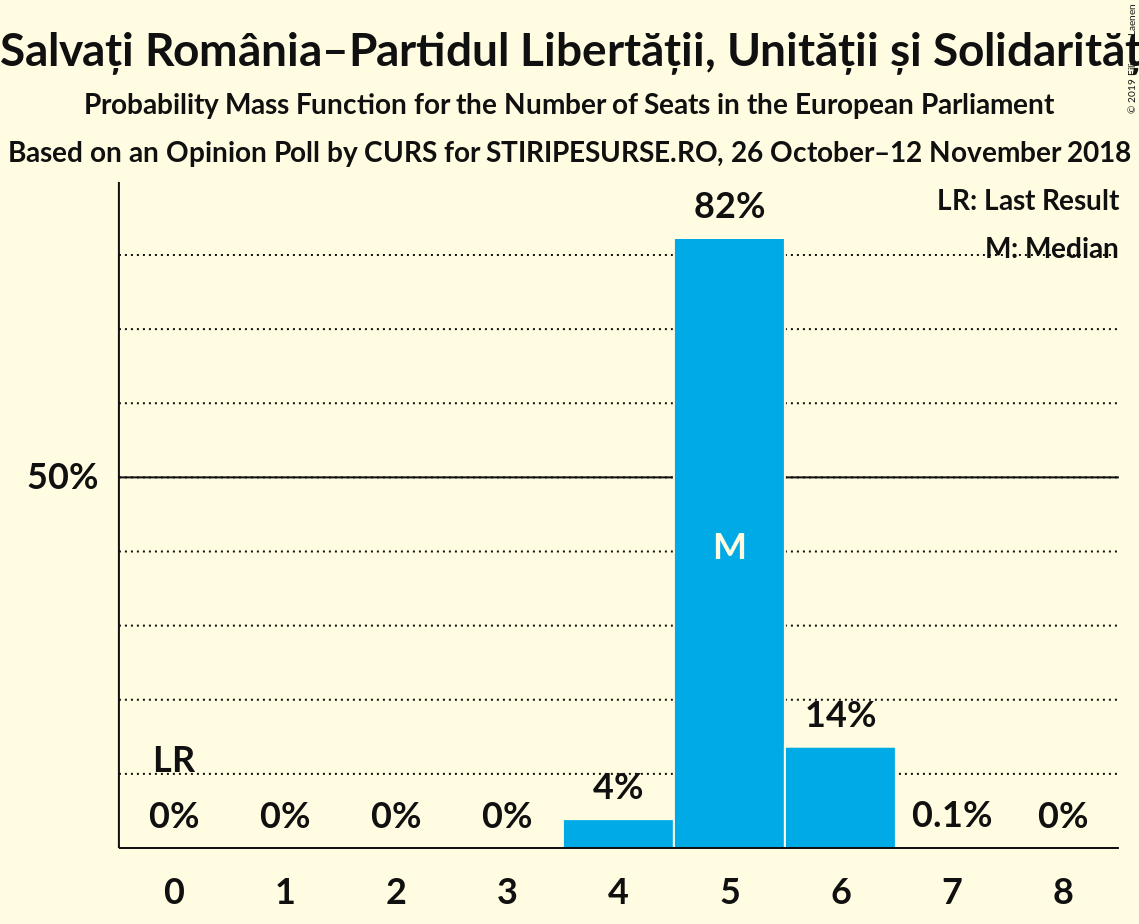 Salvați România–Partidul Libertății, Unității și Solidarităț
Probability Mass Function for the Number of Seats in the European Parliament
Based on an Opinion Poll by CURS for STIRIPESURSE.RO, 26 October–12 November 2018
© 2019
LR: Last Result
M: Median
82%
50%
M
14%
LR
4%
0% 0% 0% 0% 0.1% 0%
0 1 2 3 4 5 6 7 8